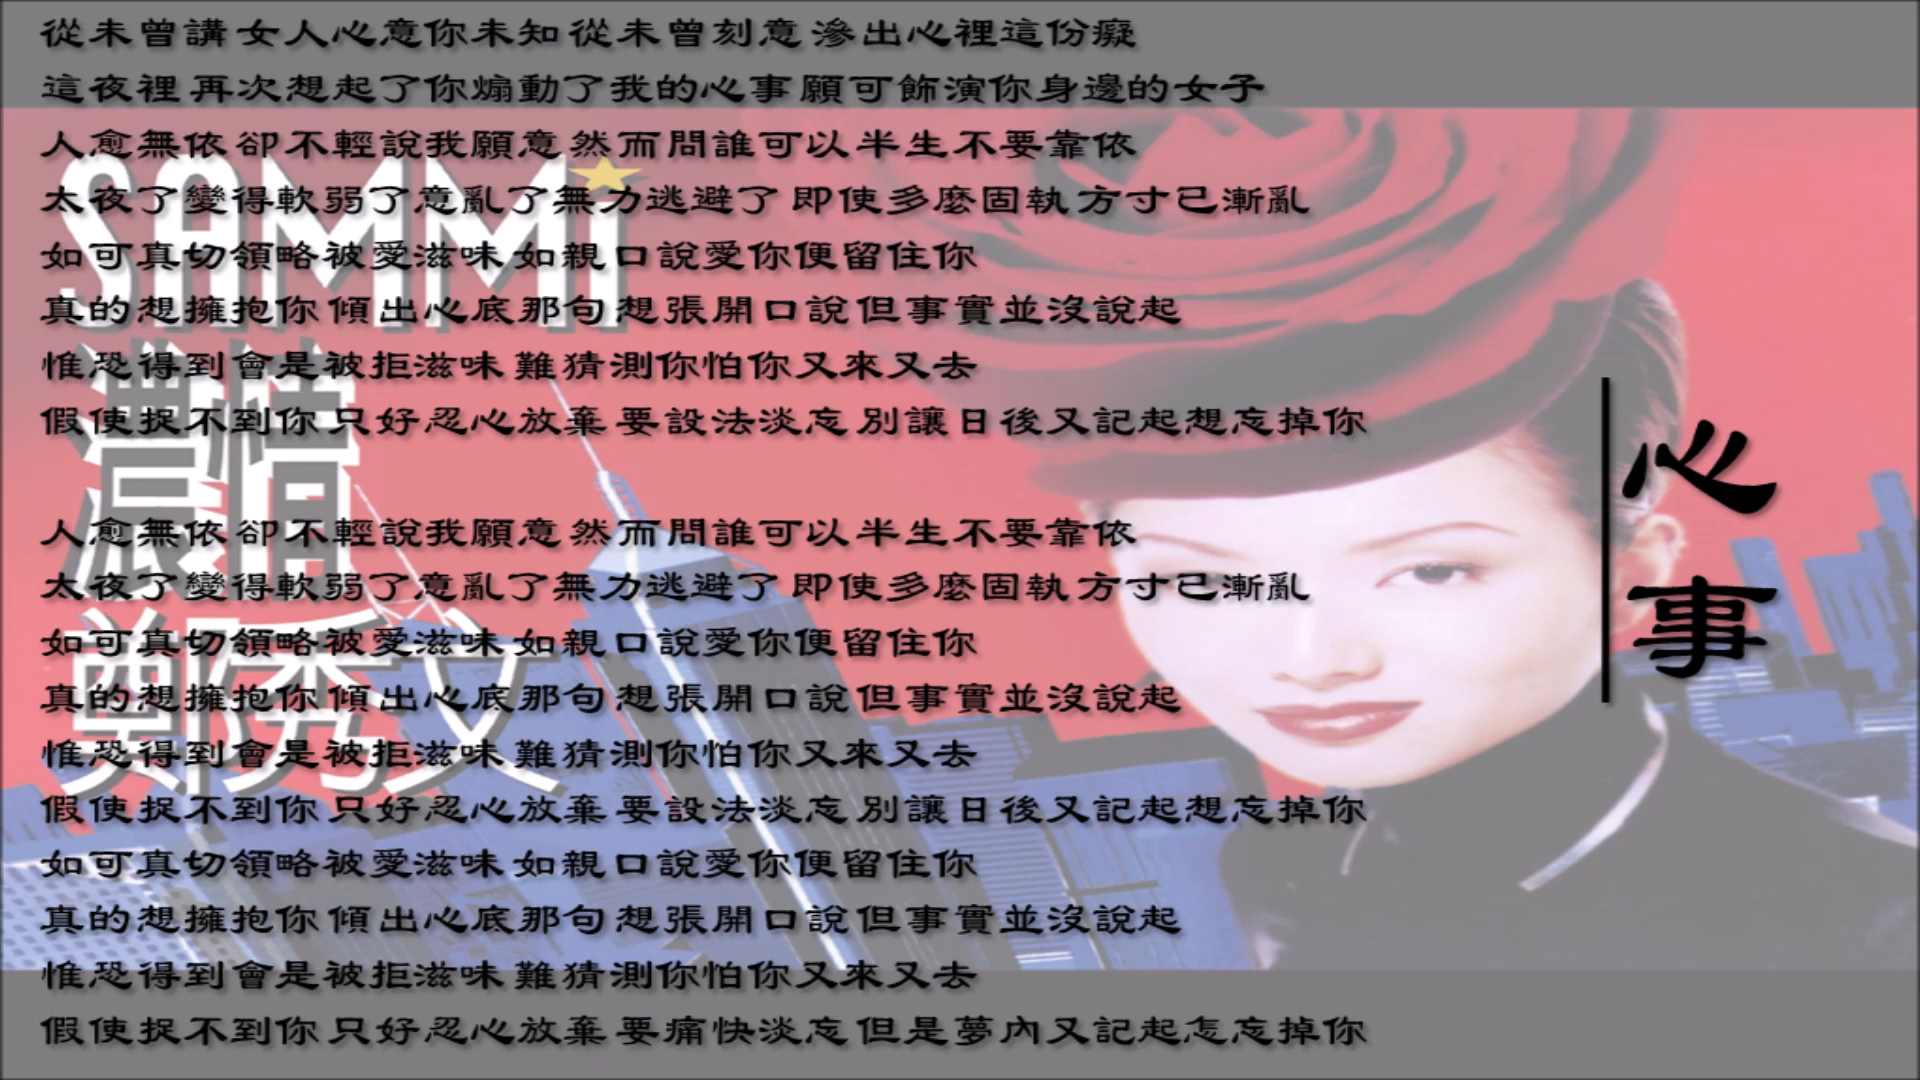 從未曾講 女人心意你未知 從未曾刻意 滲出心裡這份癡
這夜裡 再次想起了你煽動了我的心事 願可飾演你身邊的女子
人愈無依 卻不輕說我願意 然而問誰可以半生不要靠依
太夜了變得軟弱了意亂了無力逃避了 即使多麼固執 方寸已漸亂
如可真切領略被愛滋味 如親口說愛你便留住你
真的想擁抱你 傾出心底那句 想張開口說 但事實並沒說起
惟恐得到會是被拒滋味 難猜測你怕你又來又去
假使捉不到你 只好忍心放棄 要設法淡忘 別讓日後又記起想忘掉你
人愈無依 卻不輕說我願意 然而問誰可以半生不要靠依
太夜了變得軟弱了意亂了無力逃避了 即使多麼固執 方寸已漸亂
如可真切領略被愛滋味 如親口說愛你便留住你
真的想擁抱你 傾出心底那句 想張開口說 但事實並沒說起
惟恐得到會是被拒滋味 難猜測你怕你又來又去
假使捉不到你 只好忍心放棄 要設法淡忘 別讓日後又記起想忘掉你
如可真切領略被愛滋味 如親口說愛你便留住你
真的想擁抱你 傾出心底那句 想張開口說 但事實並沒說起
惟恐得到會是被拒滋味 難猜測你怕你又來又去
假使捉不到你 只好忍心放棄 要痛快淡忘 但是夢內又記起怎忘掉你
心事
SAMMi
濃情
鄭秀文